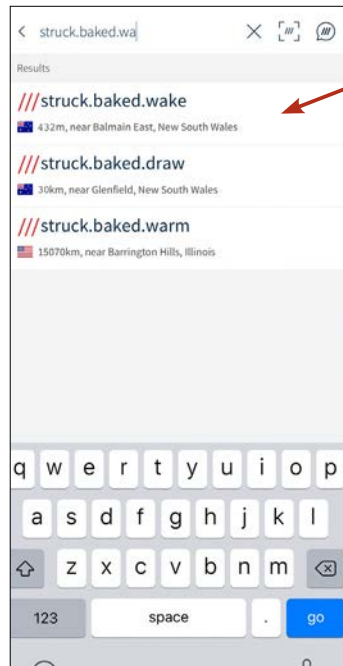 struck.baked.wa
Results
///struck.baked.wake
432m, near Balmain East, New South Wales
///struck.baked.draw
30km, near Glenfield, New South Wales
///struck.baked.warm
15070km, near Barrington Hills, Illinois
q w e r t y u i o p
a s d f g h j k l
z x c v b n m
123 space . go